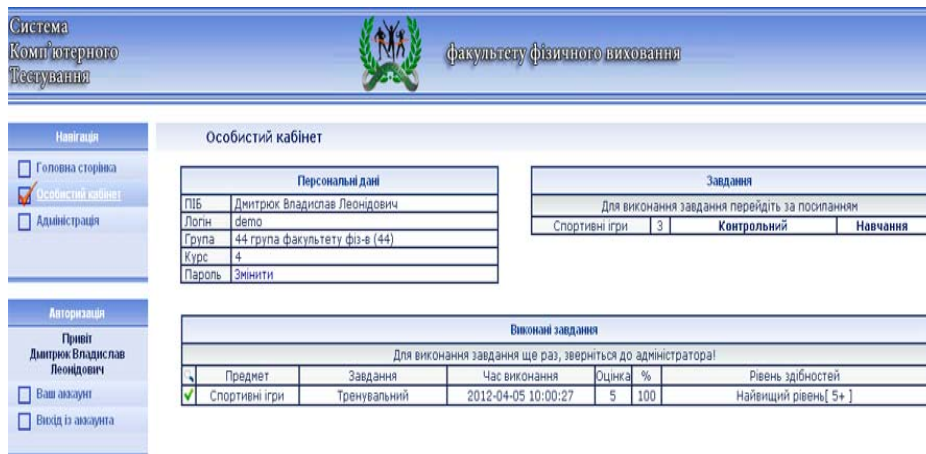 Система
Комп'ютерного
Тестування
факультету фізичного виховання
Навігація
Головна сторінка
Особистий кабінет
Адміністрація
Авторизація
Привіт
Дмитрюк Владислав
Леонідович
Ваш аккаунт
Вихід із аккаунта
Особистий кабінет
Персональні дані
ПІБ Дмитрюк Владислав Леонідович
Логін demo
Група 44 група факультету фіз-в (44)
Курс 4
Пароль Змінити
Завдання
Для виконання завдання перейдіть за посиланням
Спортивні ігри 3 Контрольний Навчання
Виконані завдання
Для виконання завдання ще раз, зверніться до адміністратора!
Предмет Завдання Час виконання Оцінка % Рівень здібностей
Спортивні ігри Тренувальний 2012-04-05 10:00:27 5 100 Найвищий рівень[ 5+ ]